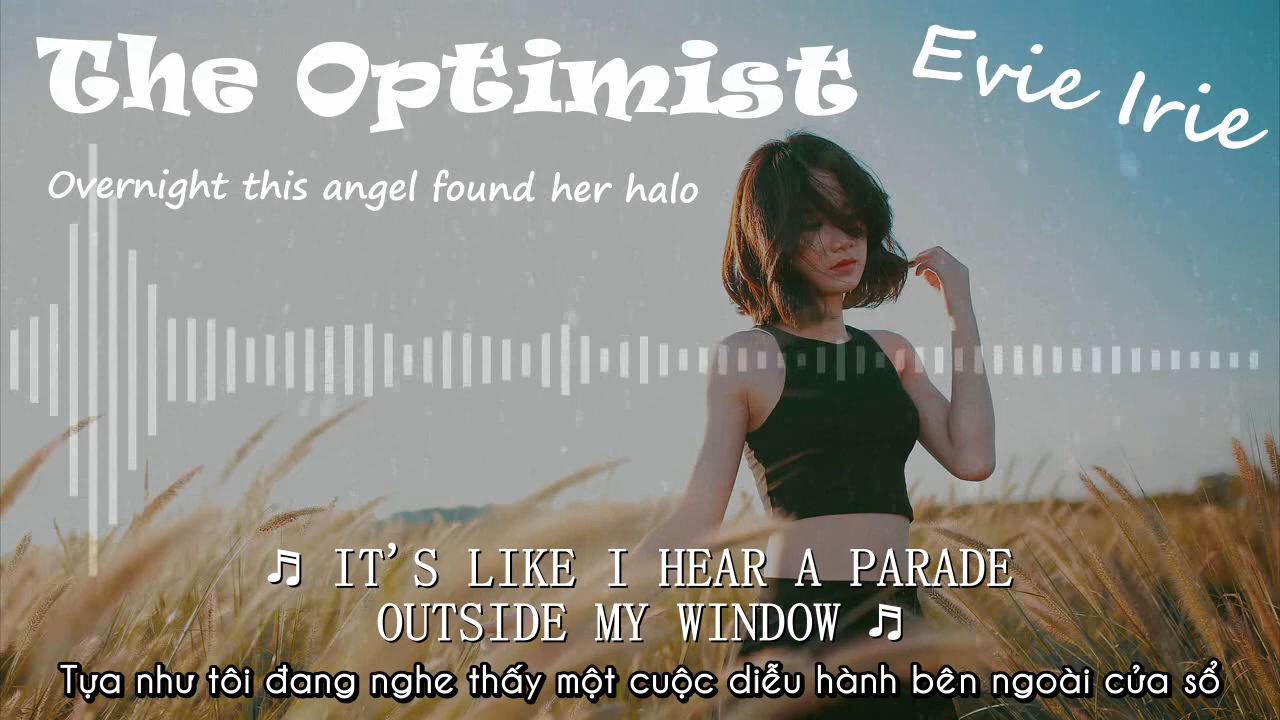 The Optimist
Evie Irie
Overnight this angel found her halo
♬ IT'S LIKE I HEAR A PARADE
OUTSIDE MY WINDOW ♬
Tựa như tôi đang nghe thấy một cuộc diễu hành bên ngoài cửa sổ